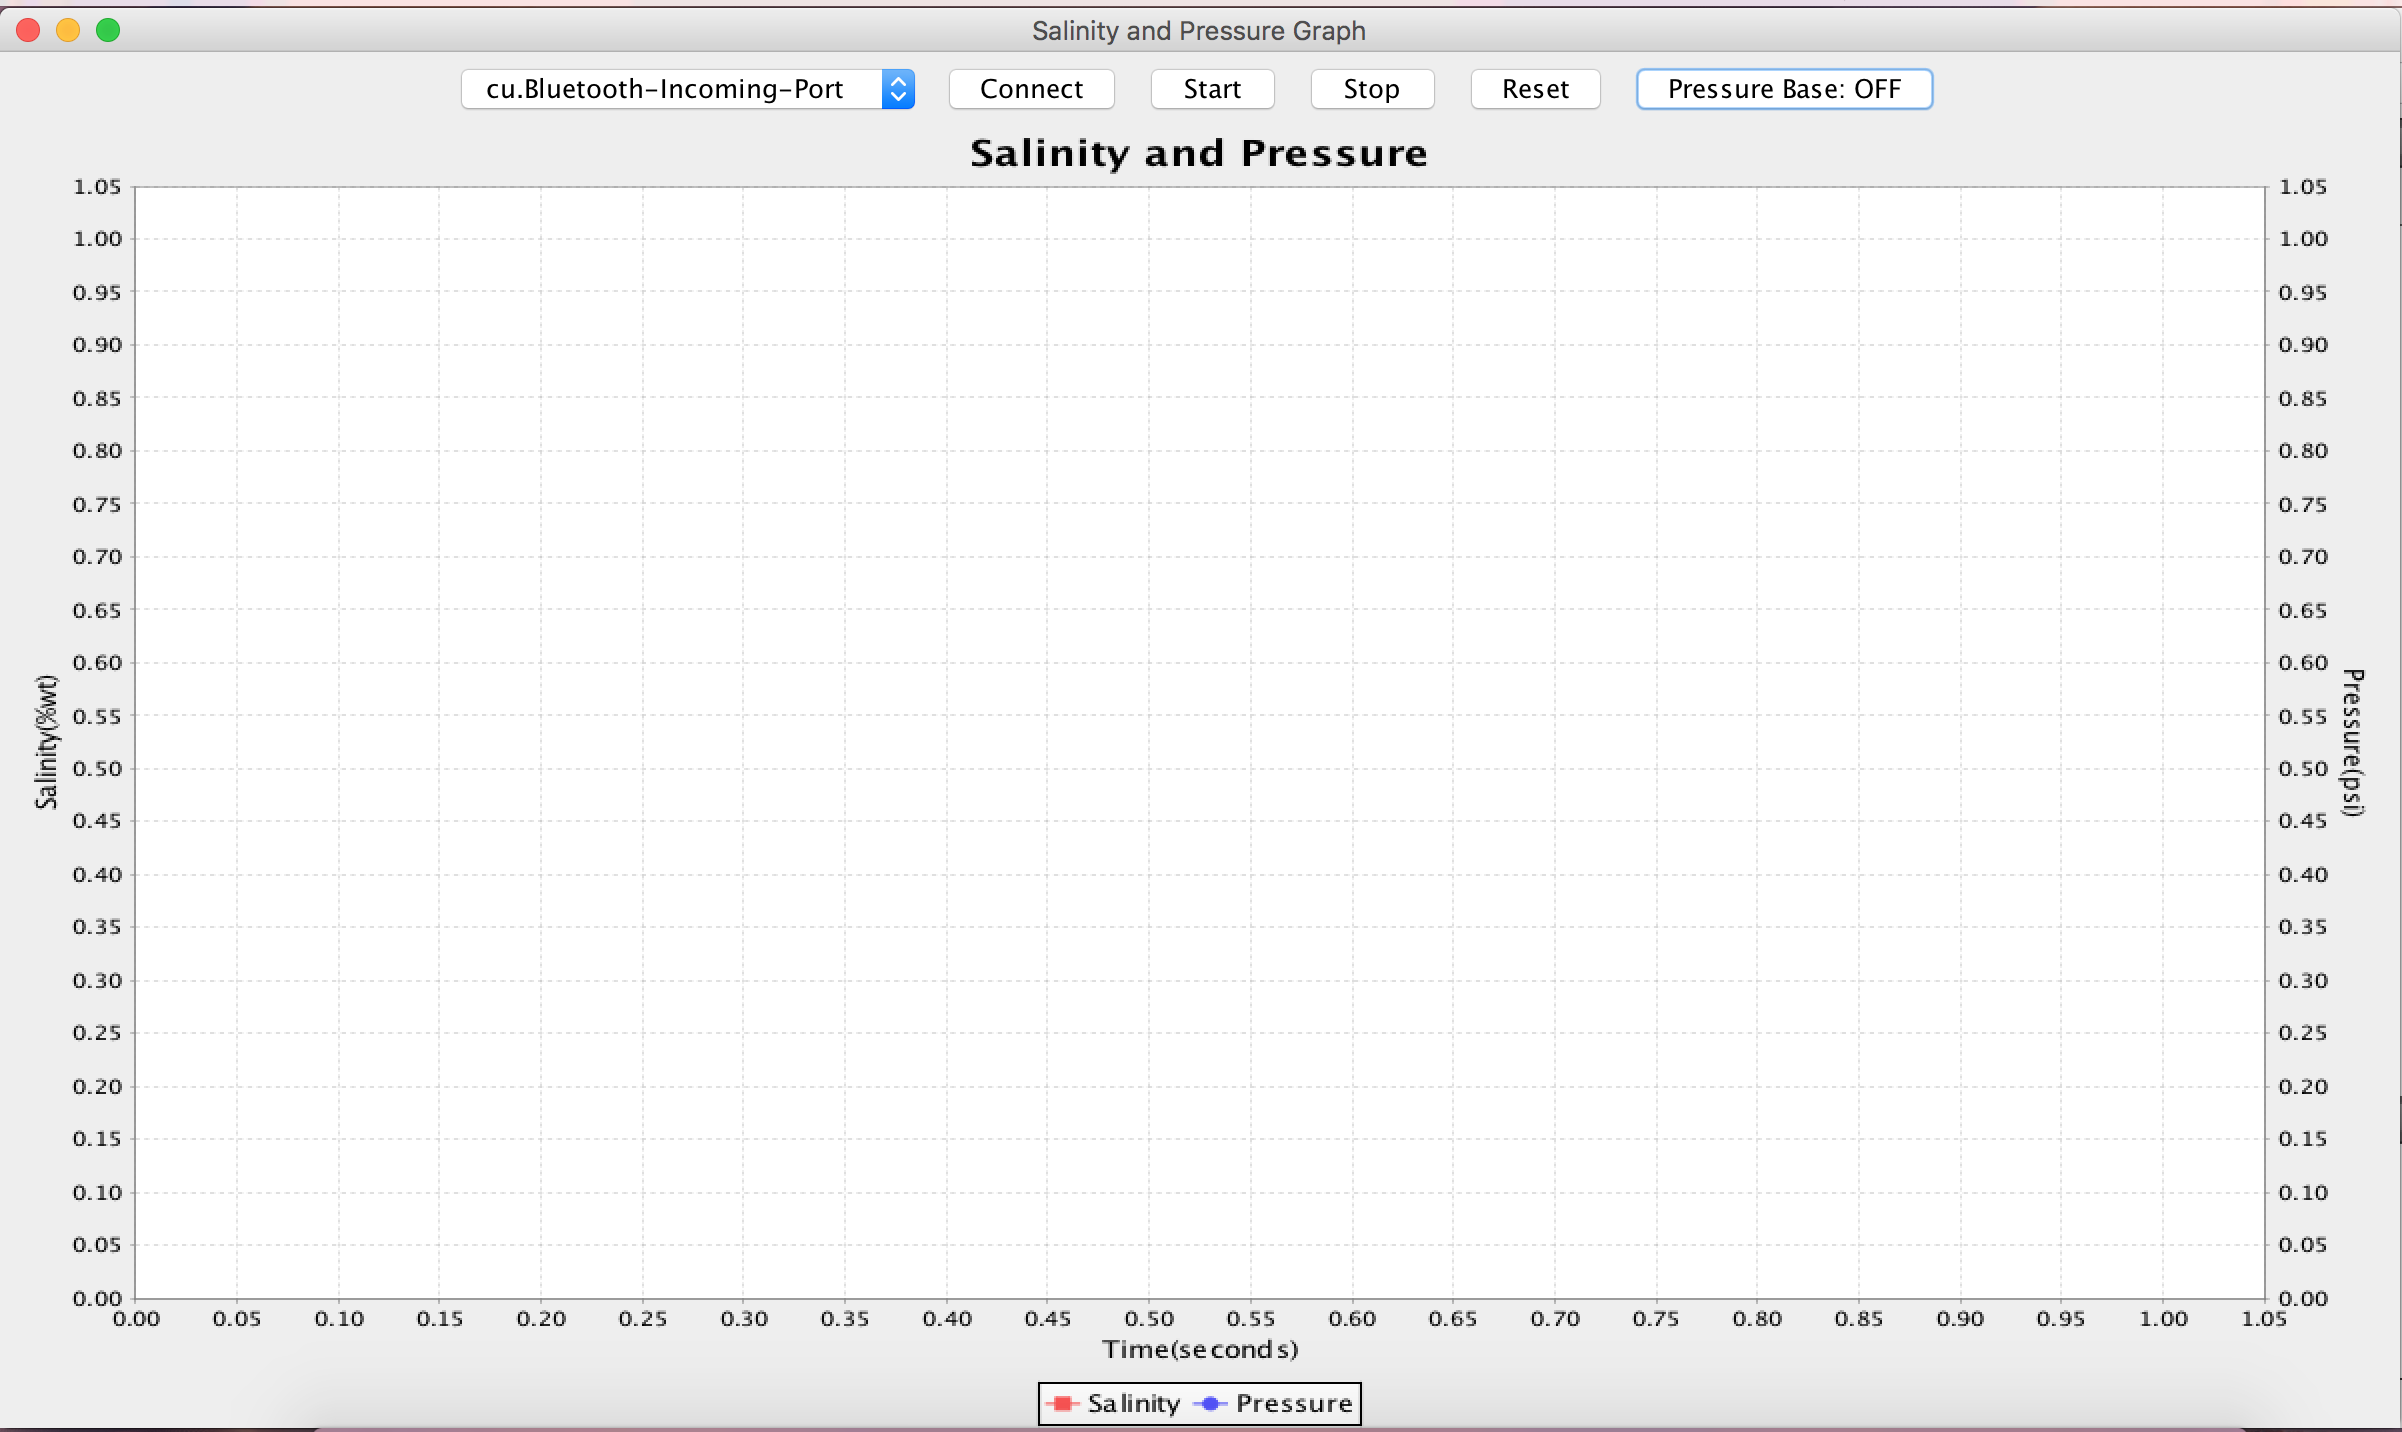 Salinity and Pressure Graph
cu.Bluetooth-Incoming-Port Connect Start Stop Reset Pressure Base: OFF
Salinity and Pressure
1.05 1.05
1.00 1.00
0.95 0.95
0.90 0.90
0.85 0.85
0.80 0.80
0.75 0.75
0.70 0.70
0.65 0.65
0.60 0.60
0.55 0.55
0.50 0.50
0.45 0.45
0.40 0.40
0.35 0.35
0.30 0.30
0.25 0.25
0.20 0.20
0.15 0.15
0.10 0.10
0.05 0.05
0.00 0.00
Salinity(%wt)
Pressure(psi)
0.00 0.05 0.10 0.15 0.20 0.25 0.30 0.35 0.40 0.45 0.50 0.55 0.60 0.65 0.70 0.75 0.80 0.85 0.90 0.95 1.00 1.05
Time(seconds)
Salinity Pressure